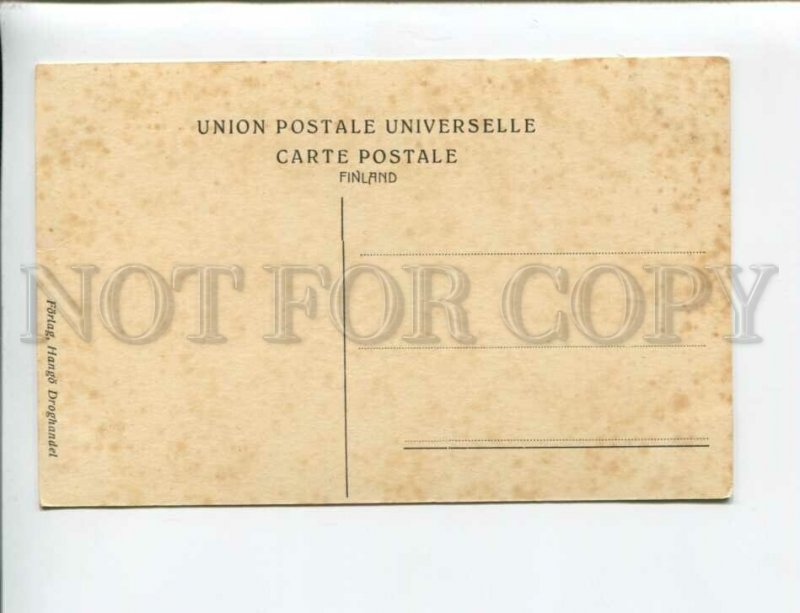 UNION POSTALE UNIVERSELLE
CARTE POSTALE
FINLAND
NOT FOR COPY
Förlag, Hangö Droghandel